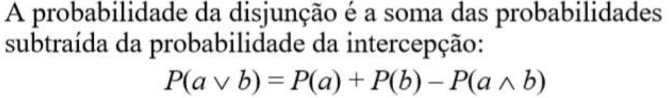 A probabilidade da disjunção é a soma das probabilidades
subtraída da probabilidade da intercepção:
P(a ∨ b) = P(a) + P(b) – P(a ∧ b)